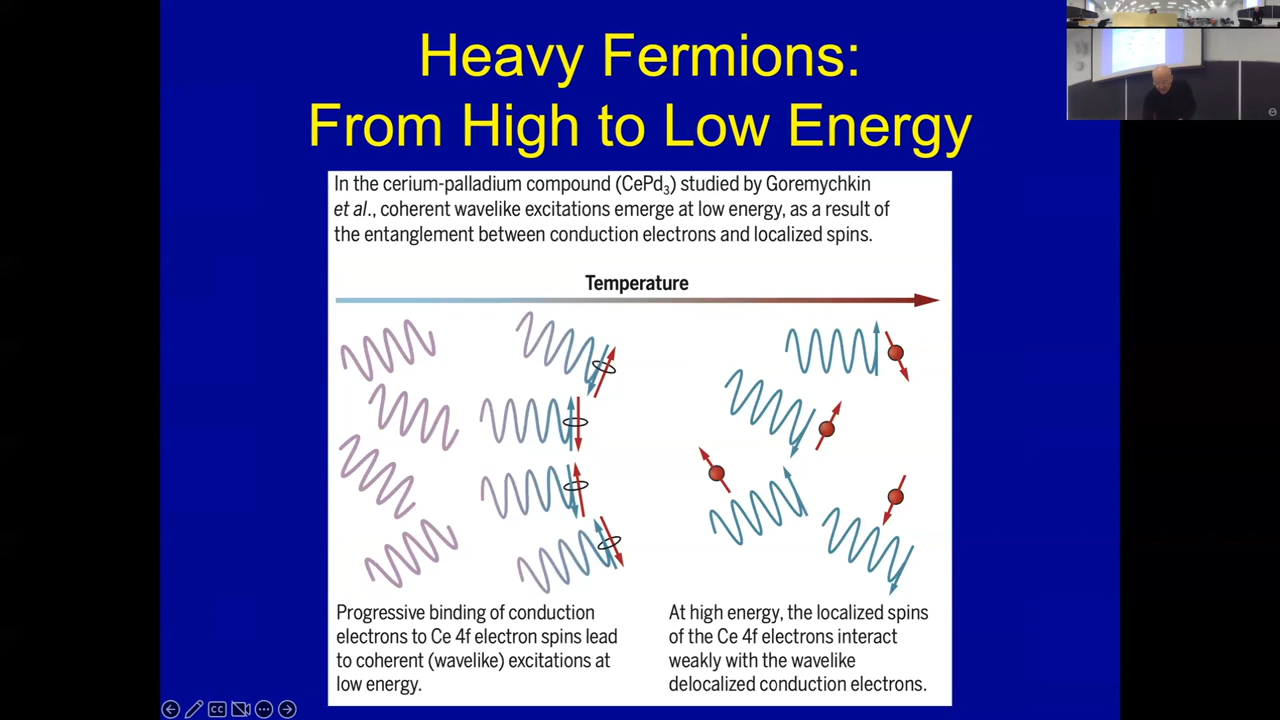 Heavy Fermions:
From High to Low Energy
In the cerium-palladium compound (CePd₃) studied by Goremychkin
et al., coherent wavelike excitations emerge at low energy, as a result of
the entanglement between conduction electrons and localized spins.
Temperature
Progressive binding of conduction
electrons to Ce 4f electron spins lead
to coherent (wavelike) excitations at
low energy.
At high energy, the localized spins
of the Ce 4f electrons interact
weakly with the wavelike
delocalized conduction electrons.
CC